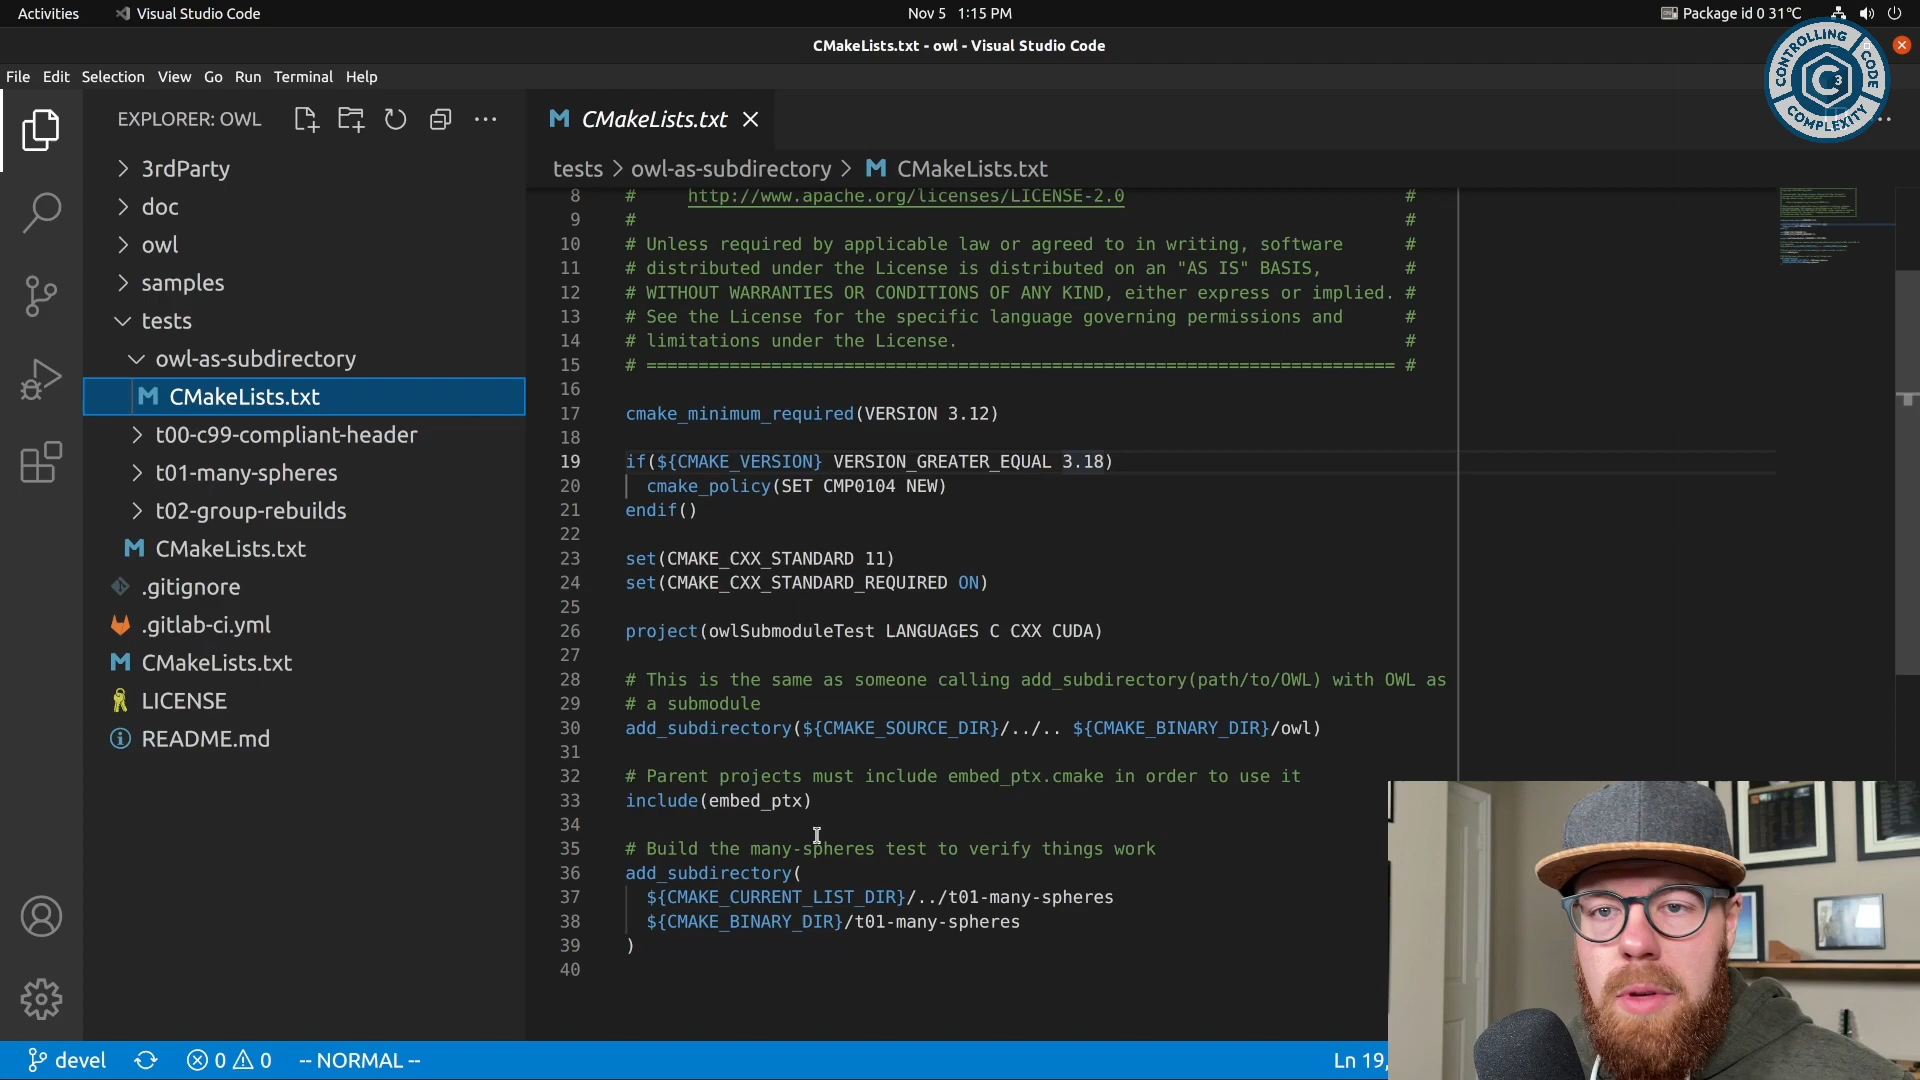 Activities
Visual Studio Code
Nov 5 1:15 PM
Package id 0 31°C
CMakeLists.txt - owl - Visual Studio Code
CONTROLLING CODE COMPLEXITY
C3
File Edit Selection View Go Run Terminal Help
EXPLORER: OWL
3rdParty
doc
owl
samples
tests
owl-as-subdirectory
CMakeLists.txt
t00-c99-compliant-header
t01-many-spheres
t02-group-rebuilds
CMakeLists.txt
.gitignore
.gitlab-ci.yml
CMakeLists.txt
LICENSE
README.md
CMakeLists.txt
tests > owl-as-subdirectory > CMakeLists.txt
8 # http://www.apache.org/licenses/LICENSE-2.0 #
9 # #
10 # Unless required by applicable law or agreed to in writing, software #
11 # distributed under the License is distributed on an "AS IS" BASIS, #
12 # WITHOUT WARRANTIES OR CONDITIONS OF ANY KIND, either express or implied. #
13 # See the License for the specific language governing permissions and #
14 # limitations under the License. #
15 # ======================================================================== #
16
17 cmake_minimum_required(VERSION 3.12)
18
19 if(${CMAKE_VERSION} VERSION_GREATER_EQUAL 3.18)
20 cmake_policy(SET CMP0104 NEW)
21 endif()
22
23 set(CMAKE_CXX_STANDARD 11)
24 set(CMAKE_CXX_STANDARD_REQUIRED ON)
25
26 project(owlSubmoduleTest LANGUAGES C CXX CUDA)
27
28 # This is the same as someone calling add_subdirectory(path/to/OWL) with OWL as
29 # a submodule
30 add_subdirectory(${CMAKE_SOURCE_DIR}/../.. ${CMAKE_BINARY_DIR}/owl)
31
32 # Parent projects must include embed_ptx.cmake in order to use it
33 include(embed_ptx)
34
35 # Build the many-spheres test to verify things work
36 add_subdirectory(
37 ${CMAKE_CURRENT_LIST_DIR}/../t01-many-spheres
38 ${CMAKE_BINARY_DIR}/t01-many-spheres
39 )
40
devel
0 0
-- NORMAL --
Ln 19,